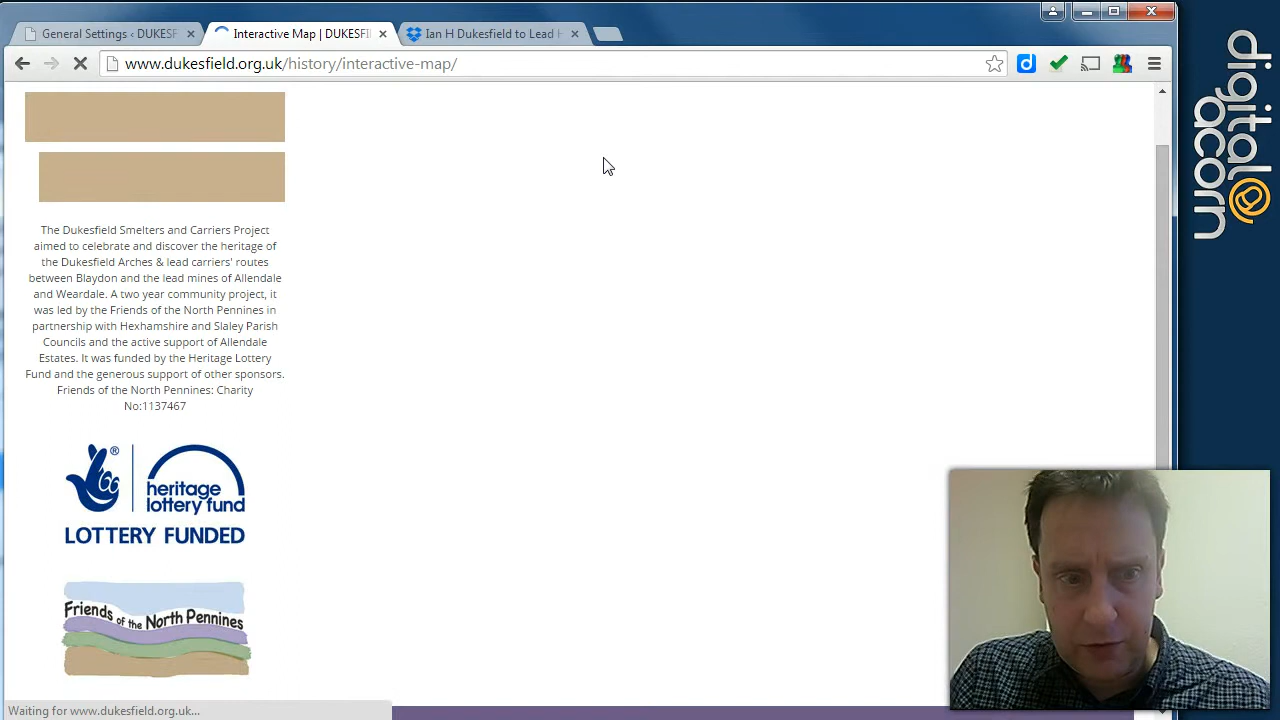 General Settings ‹ DUKESF
Interactive Map | DUKESFI
Ian H Dukesfield to Lead H
www.dukesfield.org.uk/history/interactive-map/
d
digital@
acorn
The Dukesfield Smelters and Carriers Project
aimed to celebrate and discover the heritage of
the Dukesfield Arches & lead carriers' routes
between Blaydon and the lead mines of Allendale
and Weardale. A two year community project, it
was led by the Friends of the North Pennines in
partnership with Hexhamshire and Slaley Parish
Councils and the active support of Allendale
Estates. It was funded by the Heritage Lottery
Fund and the generous support of other sponsors.
Friends of the North Pennines: Charity
No:1137467
®
heritage
lottery fund
LOTTERY FUNDED
Friends of the North Pennines
Waiting for www.dukesfield.org.uk...